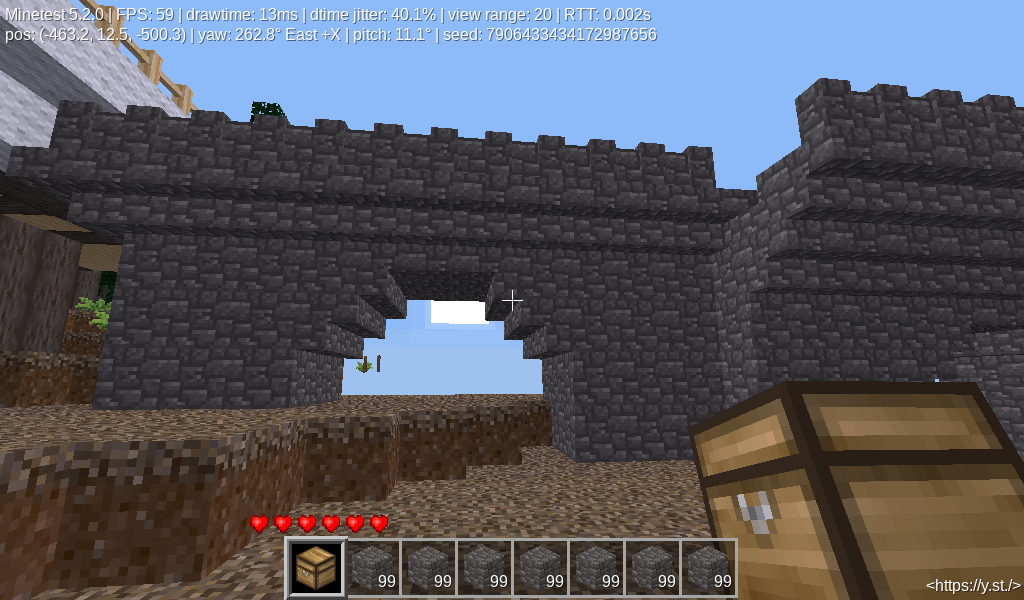 Minetest 5.2.0 | FPS: 59 | drawtime: 13ms | dtime jitter: 40.1% | view range: 20 | RTT: 0.002s
pos: (-463.2, 12.5, -500.3) | yaw: 262.8° East +X | pitch: 11.1° | seed: 7906433434172987656
99 99 99 99 99 99 99
<https://y.st./>